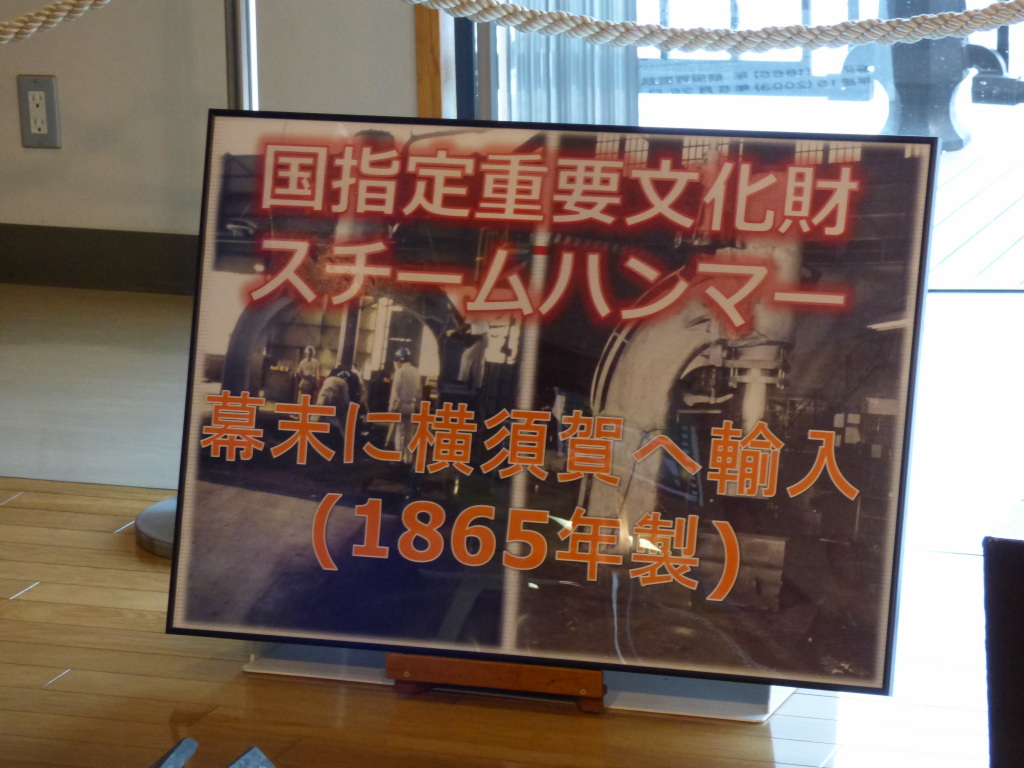 国指定重要文化財
スチームハンマー
幕末に横須賀へ輸入
(1865年製)